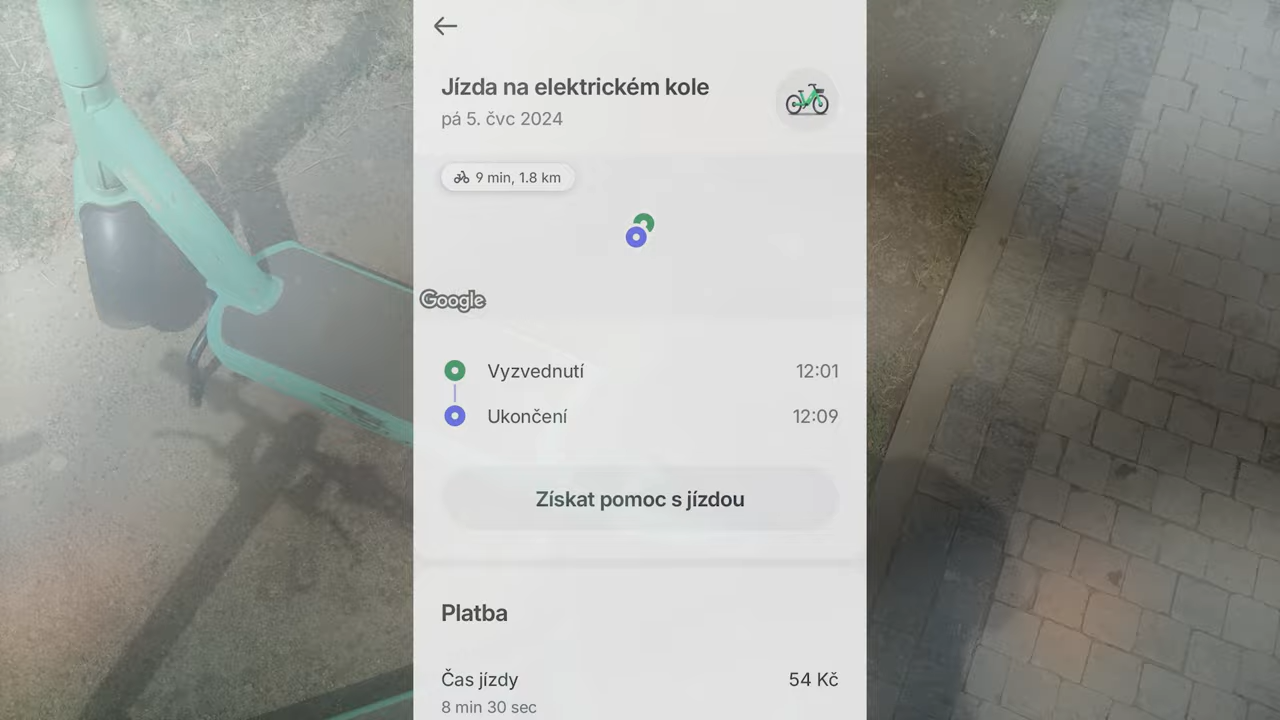 Jízda na elektrickém kole
pá 5. čvc 2024
9 min, 1.8 km
Google
Vyzvednutí 12:01
Ukončení 12:09
Získat pomoc s jízdou
Platba
Čas jízdy 54 Kč
8 min 30 sec